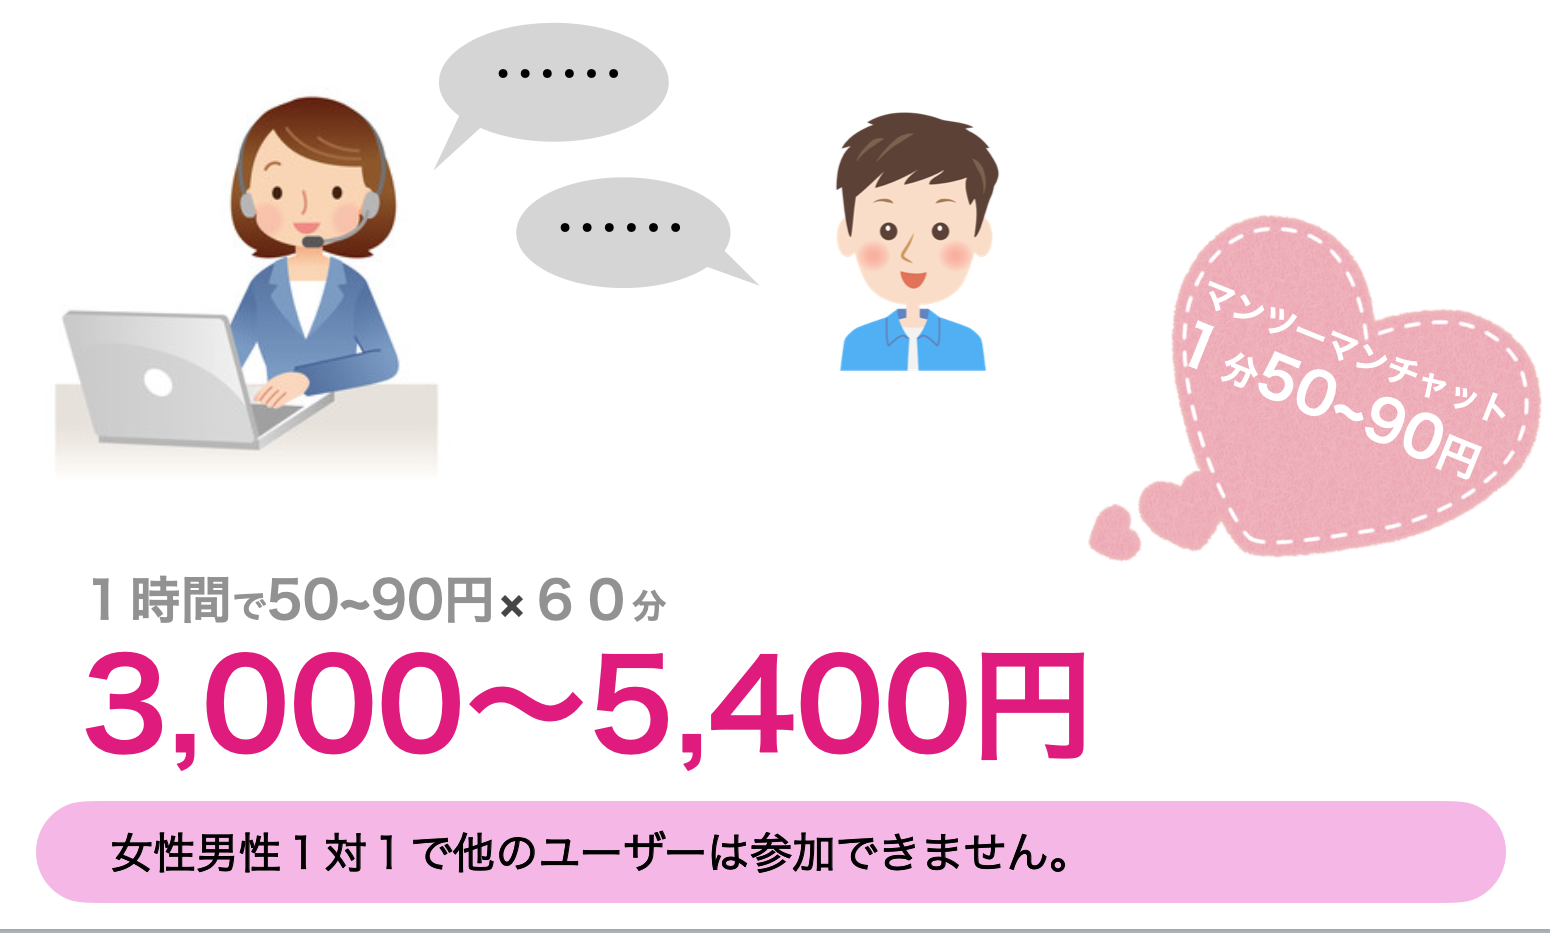 ・・・・・・
・・・・・・
マンツーマンチャット
1分50~90円
１時間で50~90円×６０分
3,000〜5,400円
女性男性１対１で他のユーザーは参加できません。